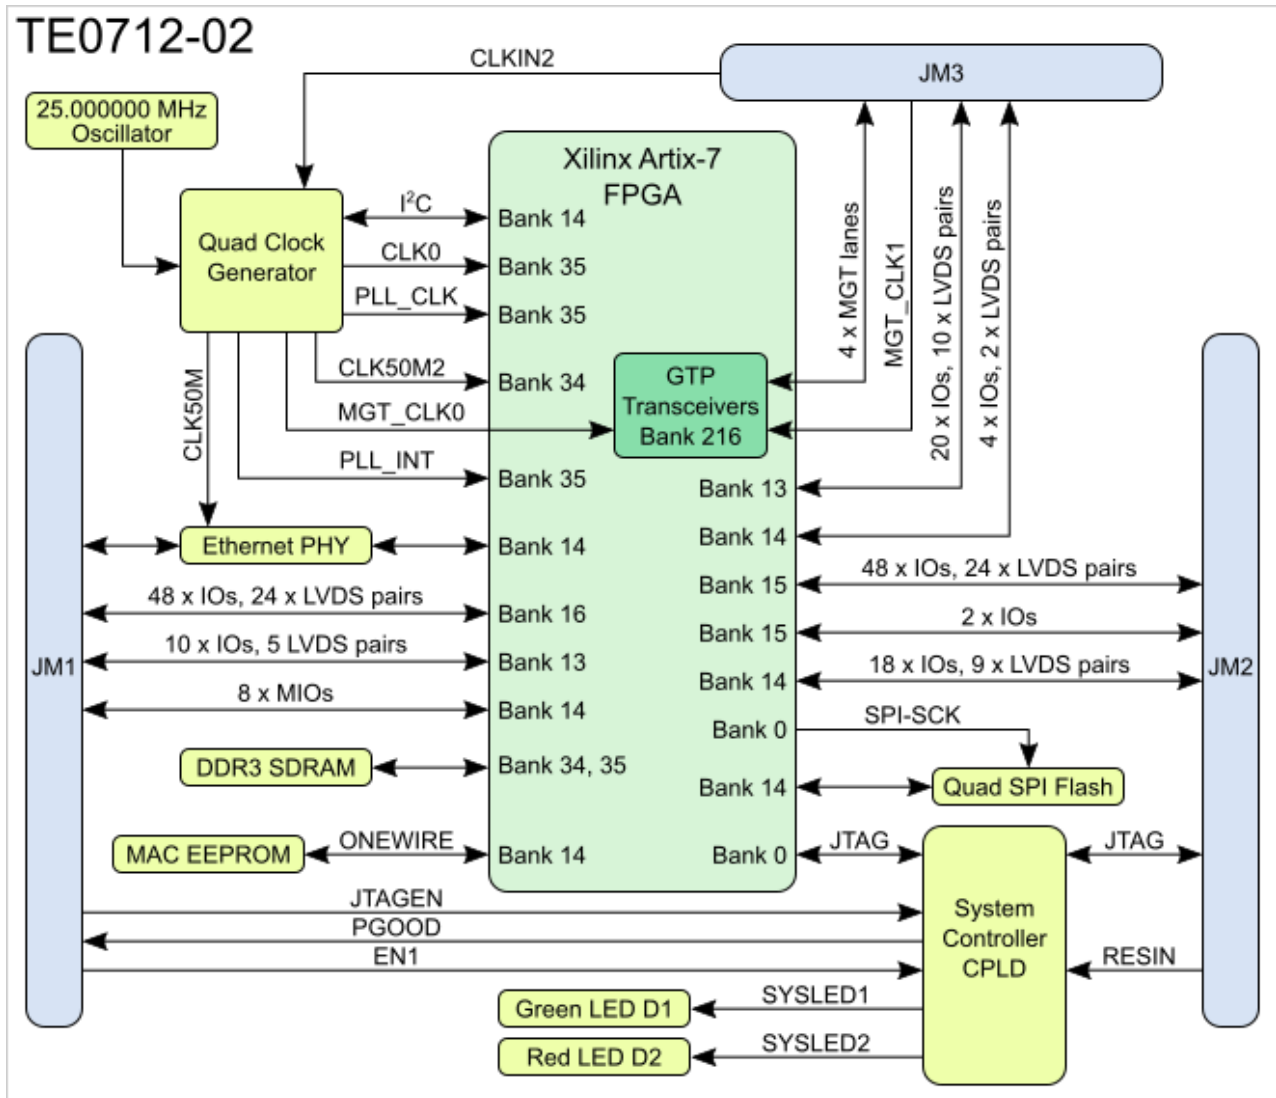 TE0712-02
CLKIN2
JM3
25.000000 MHz
Oscillator
Xilinx Artix-7
FPGA
Quad Clock
Generator
I²C
Bank 14
CLK0
Bank 35
PLL_CLK
Bank 35
CLK50M2
Bank 34
MGT_CLK0
PLL_INT
Bank 35
CLK50M
GTP
Transceivers
Bank 216
4 x MGT lanes
MGT_CLK1
20 x IOs, 10 x LVDS pairs
4 x IOs, 2 x LVDS pairs
Bank 13
Bank 14
Ethernet PHY
Bank 14
48 x IOs, 24 x LVDS pairs
Bank 16
10 x IOs, 5 LVDS pairs
Bank 13
JM1
8 x MIOs
Bank 14
DDR3 SDRAM
Bank 34, 35
MAC EEPROM
ONEWIRE
Bank 14
Bank 15
48 x IOs, 24 x LVDS pairs
Bank 15
2 x IOs
Bank 14
18 x IOs, 9 x LVDS pairs
JM2
Bank 0
SPI-SCK
Bank 14
Quad SPI Flash
Bank 0
JTAG
JTAG
JTAGEN
PGOOD
EN1
System
Controller
CPLD
RESIN
Green LED D1
SYSLED1
Red LED D2
SYSLED2